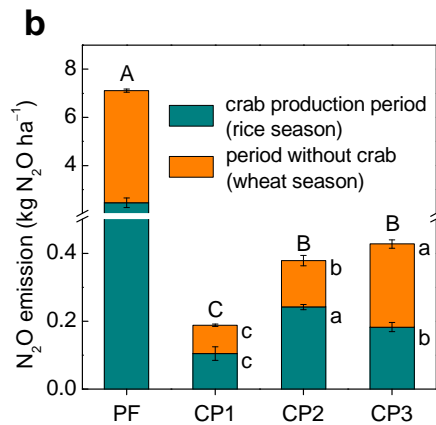 b
N₂O emission (kg N₂O ha⁻¹)
8
6
4
0.4
0.2
0.0
crab production period
(rice season)
period without crab
(wheat season)
A
C
c
c
B
b
a
B
a
b
PF CP1 CP2 CP3